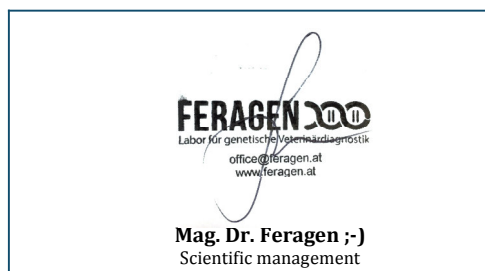 FERAGEN
Labor für genetische Veterinärdiagnostik
office@feragen.at
www.feragen.at
Mag. Dr. Feragen ;-)
Scientific management